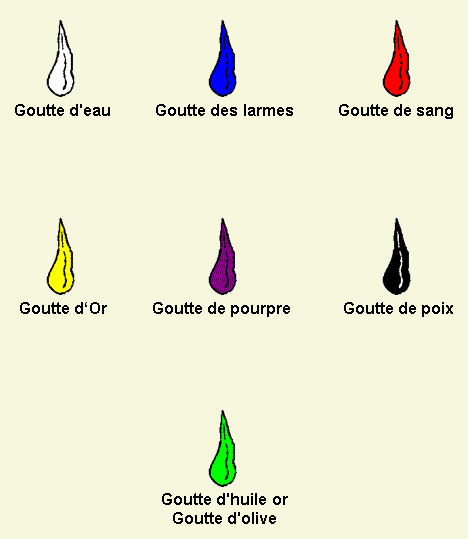 Goutte d'eau
Goutte des larmes
Goutte de sang
Goutte d‘Or
Goutte de pourpre
Goutte de poix
Goutte d'huile or
Goutte d'olive